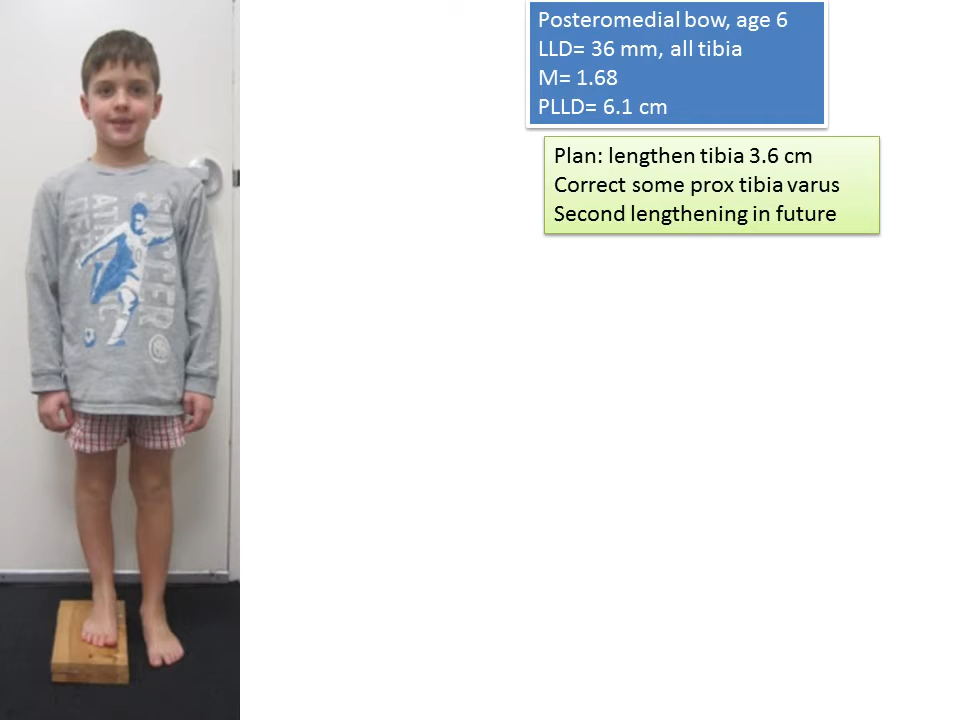 Posteromedial bow, age 6
LLD= 36 mm, all tibia
M= 1.68
PLLD= 6.1 cm
Plan: lengthen tibia 3.6 cm
Correct some prox tibia varus
Second lengthening in future
SOCCER